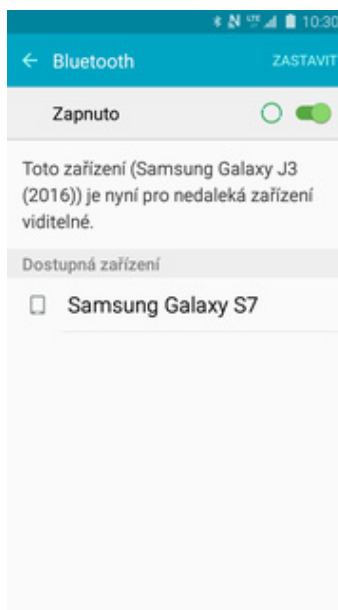 10:30
Bluetooth ZASTAVIT
Zapnuto
Toto zařízení (Samsung Galaxy J3
(2016)) je nyní pro nedaleká zařízení
viditelné.
Dostupná zařízení
Samsung Galaxy S7